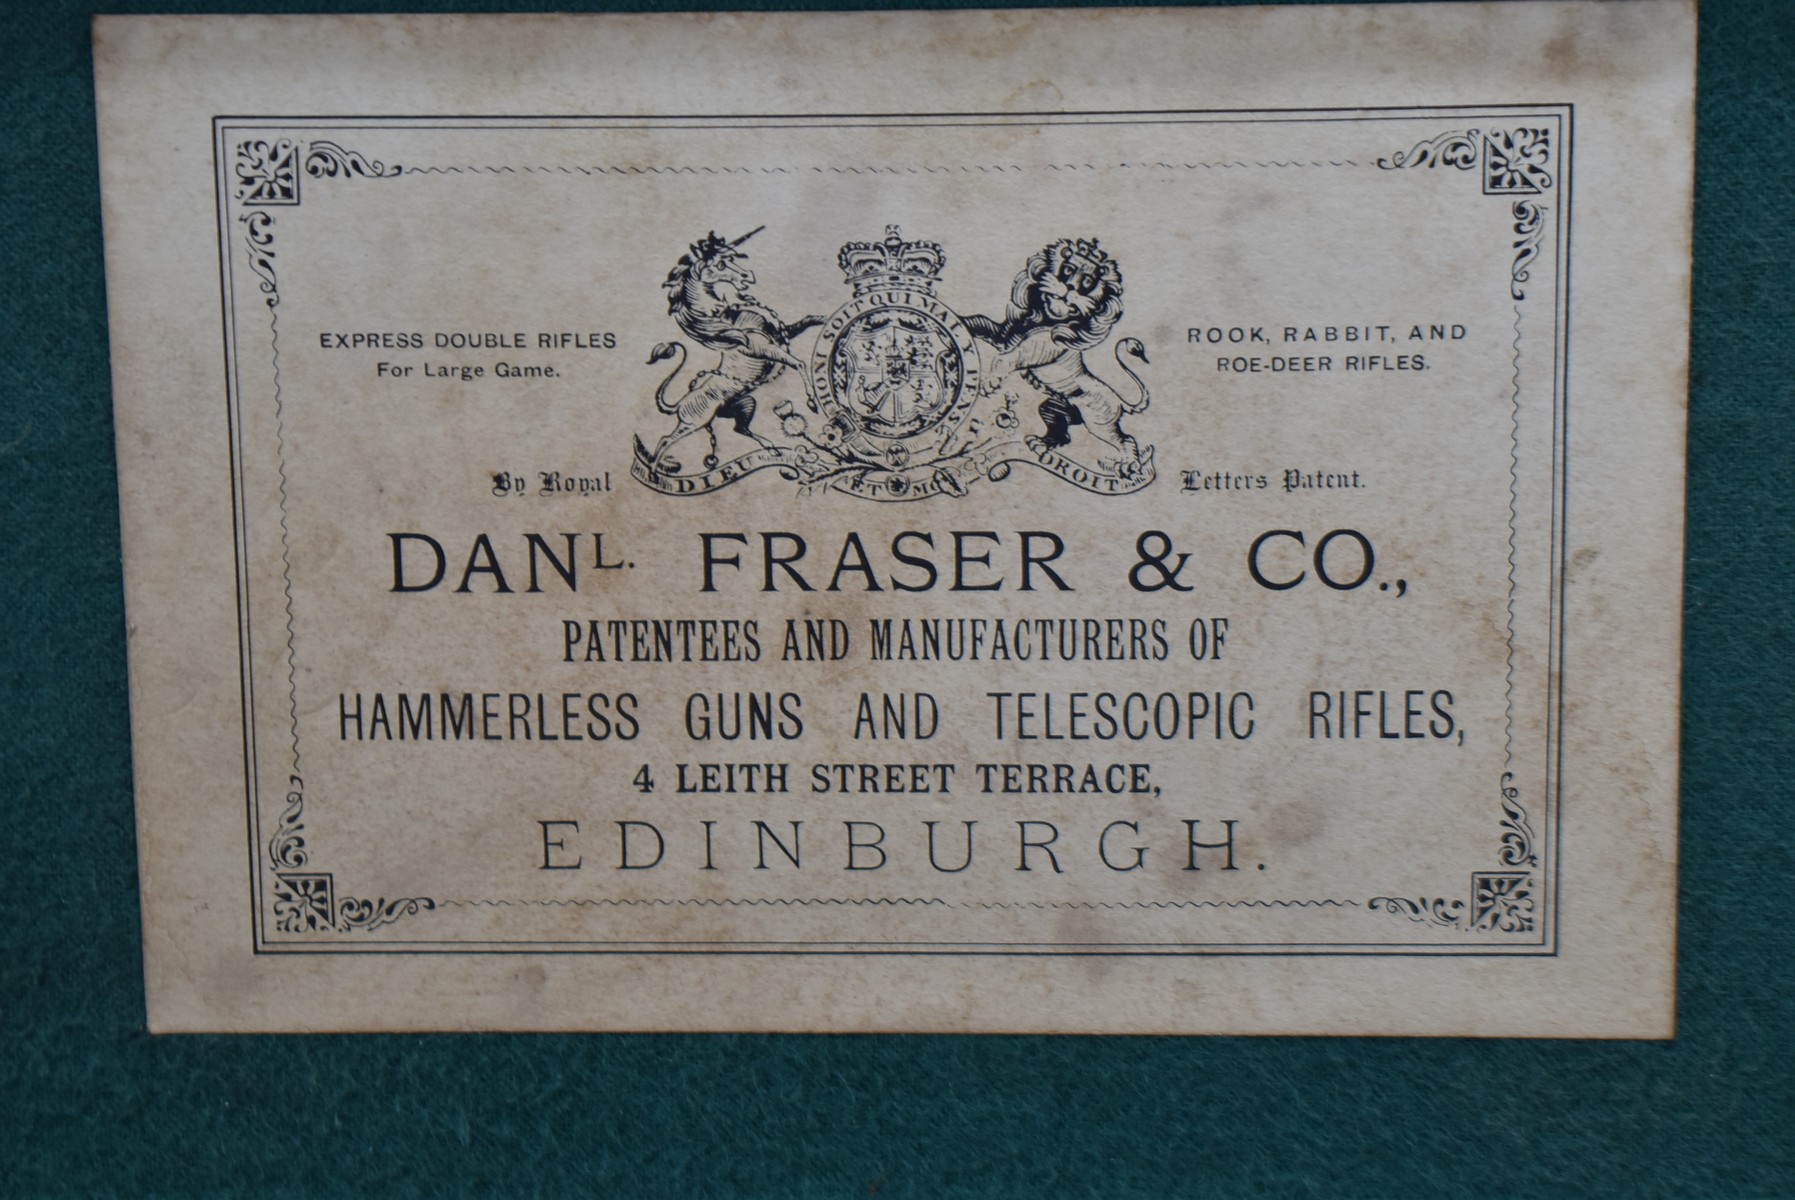 EXPRESS DOUBLE RIFLES
For Large Game.
HONI SOIT QUI MAL Y PENS
ROOK, RABBIT, AND
ROE-DEER RIFLES.
By Royal
DIEU ET MON DROIT
Letters Patent.
DANL. FRASER & CO.,
PATENTEES AND MANUFACTURERS OF
HAMMERLESS GUNS AND TELESCOPIC RIFLES,
4 LEITH STREET TERRACE,
EDINBURGH.